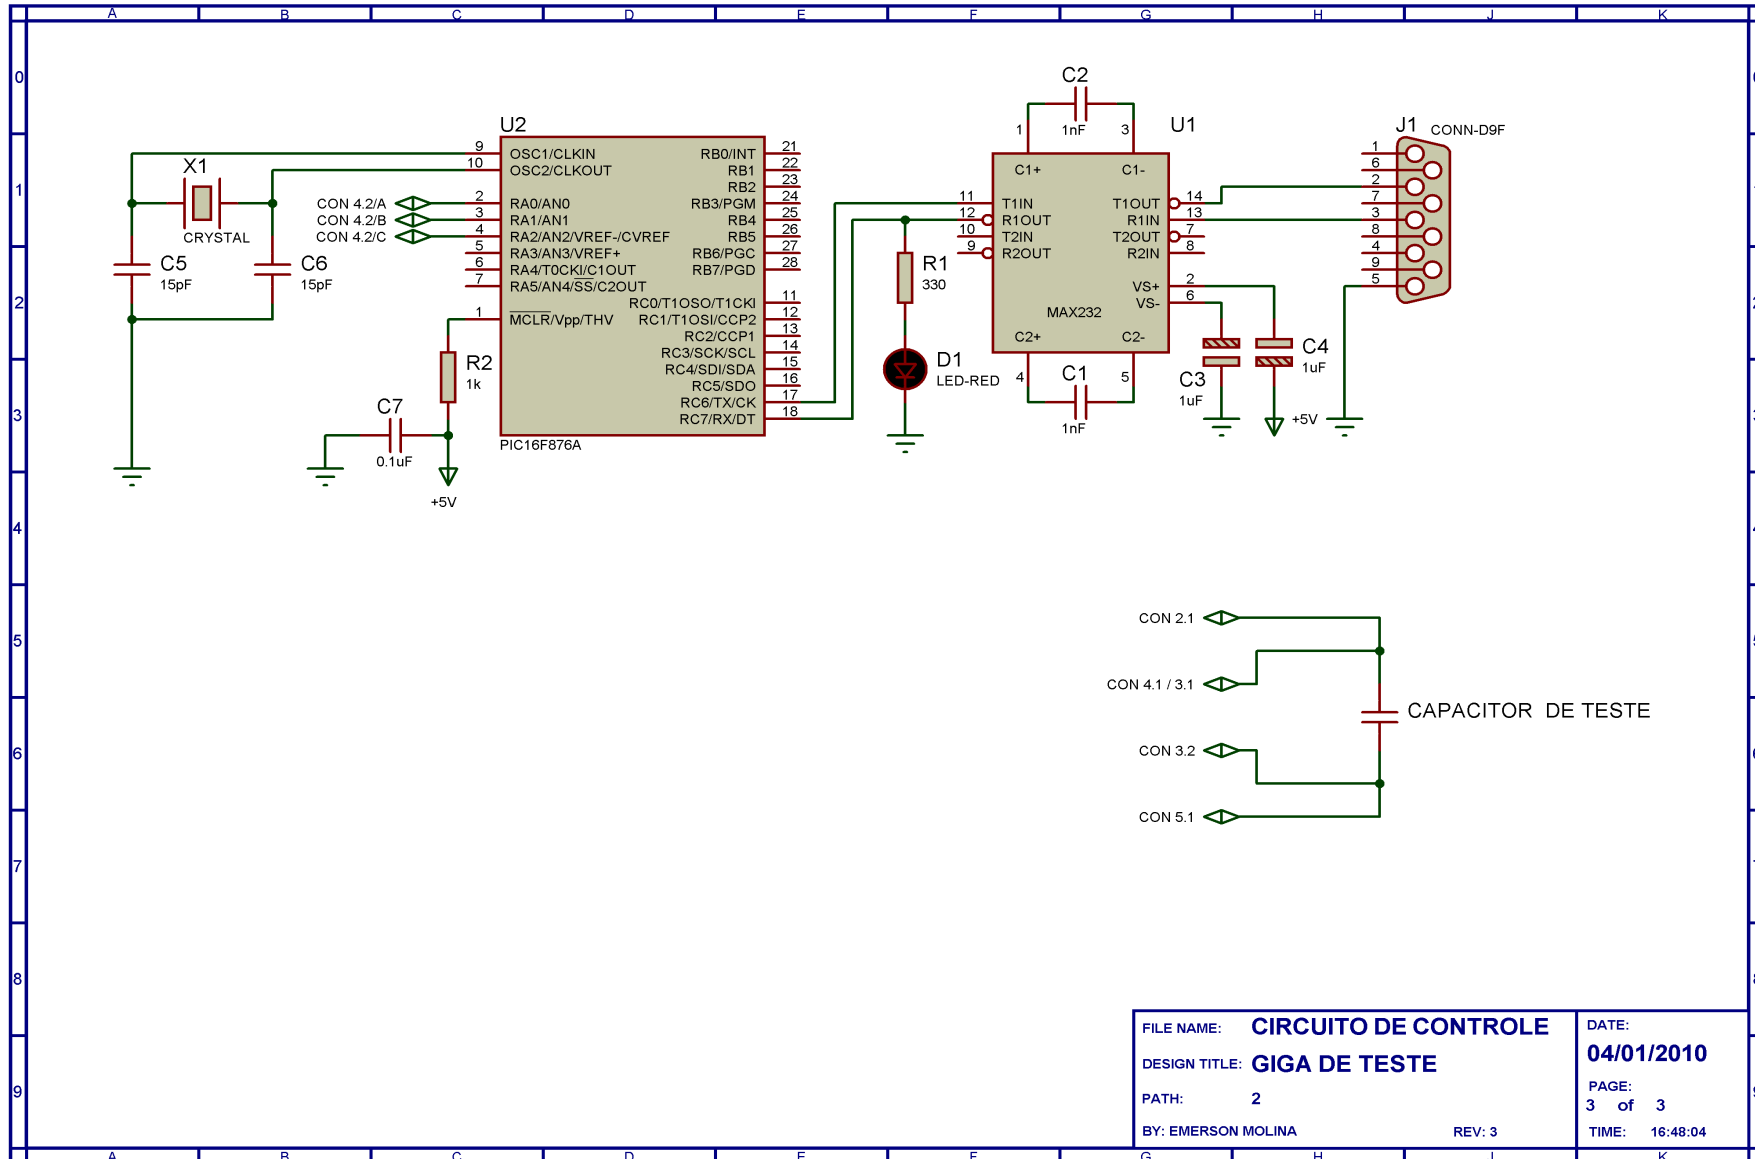 A B C D E F G H J K
0
1
2
3
4
5
6
7
8
9
X1
CRYSTAL
C5
15pF
C6
15pF
CON 4.2/A
CON 4.2/B
CON 4.2/C
C7
0.1uF
R2
1k
+5V
U2
9 OSC1/CLKIN
10 OSC2/CLKOUT
2 RA0/AN0
3 RA1/AN1
4 RA2/AN2/VREF-/CVREF
5 RA3/AN3/VREF+
6 RA4/T0CKI/C1OUT
7 RA5/AN4/SS/C2OUT
1 MCLR/Vpp/THV
RB0/INT 21
RB1 22
RB2 23
RB3/PGM 24
RB4 25
RB5 26
RB6/PGC 27
RB7/PGD 28
RC0/T1OSO/T1CKI 11
RC1/T1OSI/CCP2 12
RC2/CCP1 13
RC3/SCK/SCL 14
RC4/SDI/SDA 15
RC5/SDO 16
RC6/TX/CK 17
RC7/RX/DT 18
PIC16F876A
R1
330
D1
LED-RED
C2
1nF
U1
1 C1+
3 C1-
11 T1IN
12 R1OUT
10 T2IN
9 R2OUT
T1OUT 14
R1IN 13
T2OUT 7
R2IN 8
VS+ 2
VS- 6
MAX232
C2+ 4
C2- 5
C1
1nF
C3
1uF
C4
1uF
+5V
J1
CONN-D9F
1
6
2
7
3
8
4
9
5
CON 2.1
CON 4.1 / 3.1
CON 3.2
CON 5.1
CAPACITOR DE TESTE
FILE NAME: CIRCUITO DE CONTROLE
DESIGN TITLE: GIGA DE TESTE
PATH: 2
BY: EMERSON MOLINA
REV: 3
DATE:
04/01/2010
PAGE:
3 of 3
TIME: 16:48:04
A B C D E F G H J K